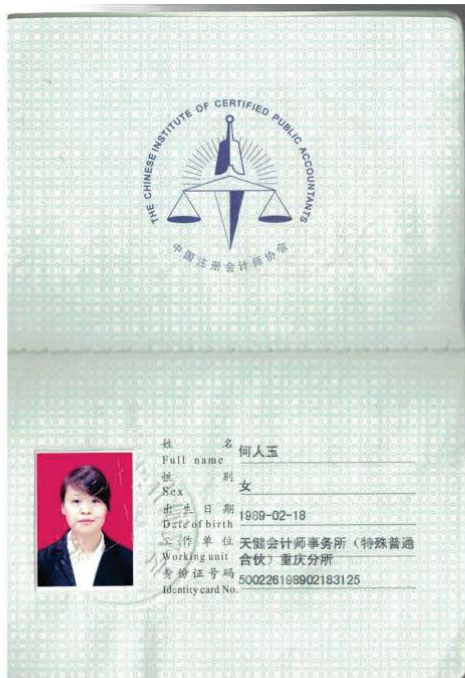 THE CHINESE INSTITUTE OF CERTIFIED PUBLIC ACCOUNTANTS
中国注册会计师协会
姓 名 何人玉
Full name
性 别 女
Sex
出 生 日 期 1989-02-18
Date of birth
工 作 单 位 天健会计师事务所（特殊普通
Working unit 合伙）重庆分所
身份证号码 500226198902183125
Identity card No.